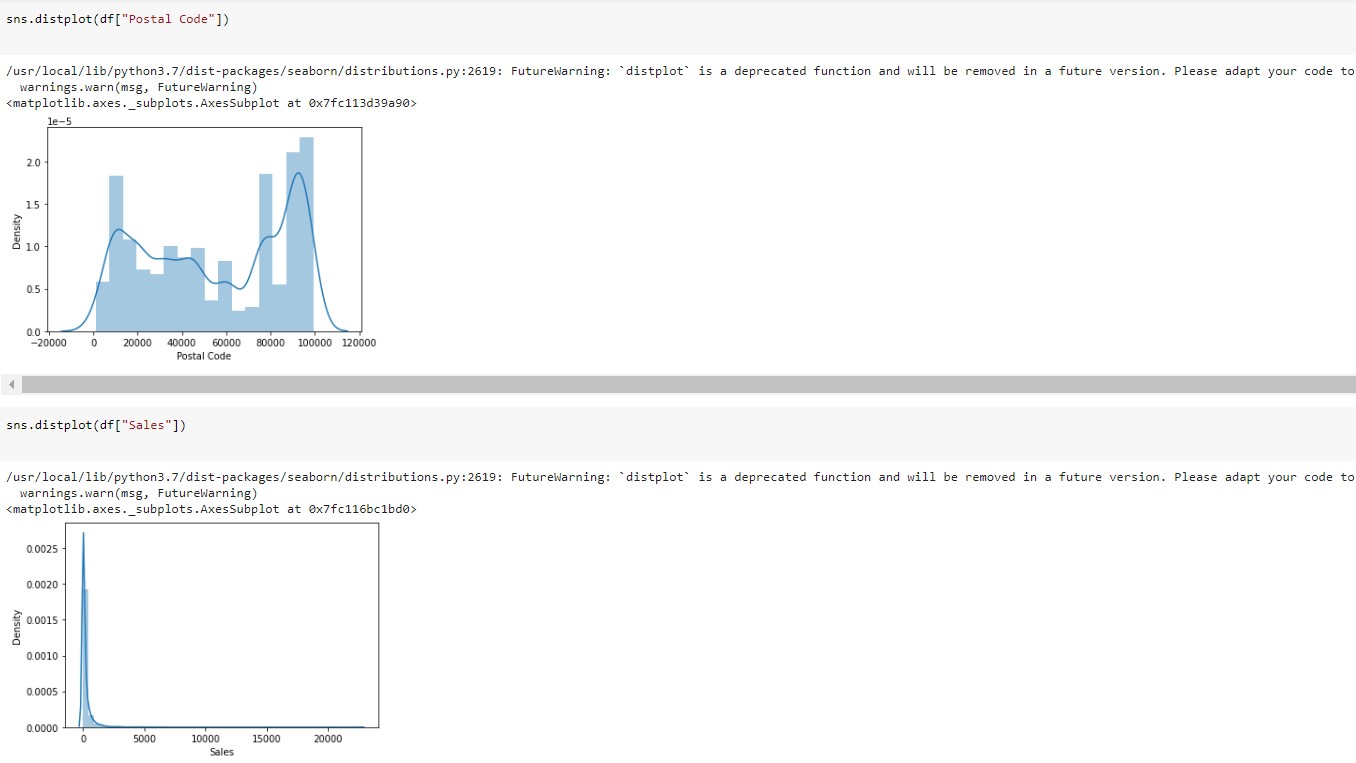 sns.distplot(df["Postal Code"])
/usr/local/lib/python3.7/dist-packages/seaborn/distributions.py:2619: FutureWarning: `distplot` is a deprecated function and will be removed in a future version. Please adapt your code to
warnings.warn(msg, FutureWarning)
<matplotlib.axes._subplots.AxesSubplot at 0x7fc113d39a90>
1e−5
2.0
1.5
1.0
0.5
0.0
Density
−20000 0 20000 40000 60000 80000 100000 120000
Postal Code
sns.distplot(df["Sales"])
/usr/local/lib/python3.7/dist-packages/seaborn/distributions.py:2619: FutureWarning: `distplot` is a deprecated function and will be removed in a future version. Please adapt your code to
warnings.warn(msg, FutureWarning)
<matplotlib.axes._subplots.AxesSubplot at 0x7fc116bc1bd0>
0.0025
0.0020
0.0015
0.0010
0.0005
0.0000
Density
0 5000 10000 15000 20000
Sales